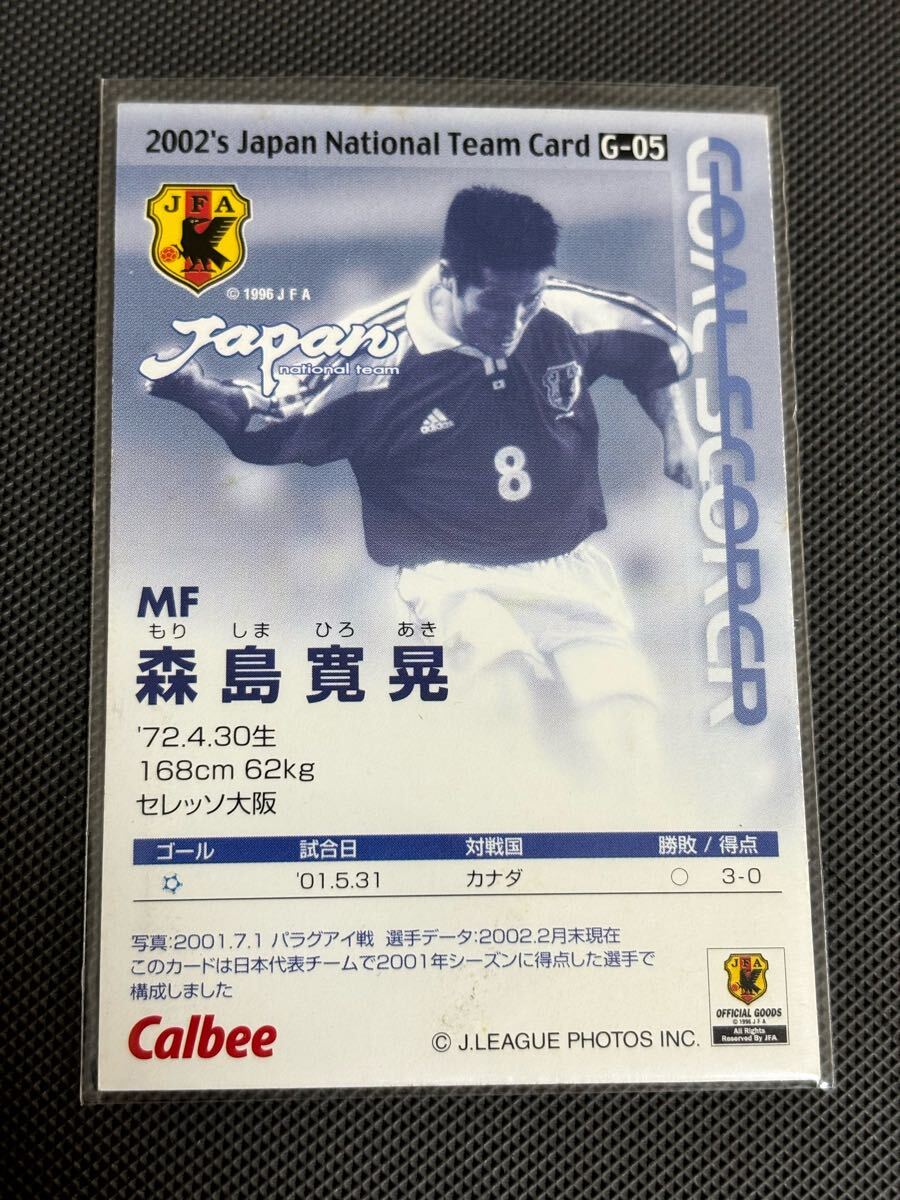 2002's Japan National Team Card G-05
GOAL SCORER
JFA
© 1996 J F A
Japan
national team
adidas
8
MF
もり しま ひろ あき
森島寛晃
'72.4.30生
168cm 62kg
セレッソ大阪
ゴール 試合日 対戦国 勝敗 / 得点
'01.5.31 カナダ ○ 3-0
写真:2001.7.1 パラグアイ戦 選手データ:2002.2月末現在
このカードは日本代表チームで2001年シーズンに得点した選手で
構成しました
JFA
OFFICIAL GOODS
© 1996 J F A
All Rights
Reserved By JFA
Calbee
© J.LEAGUE PHOTOS INC.